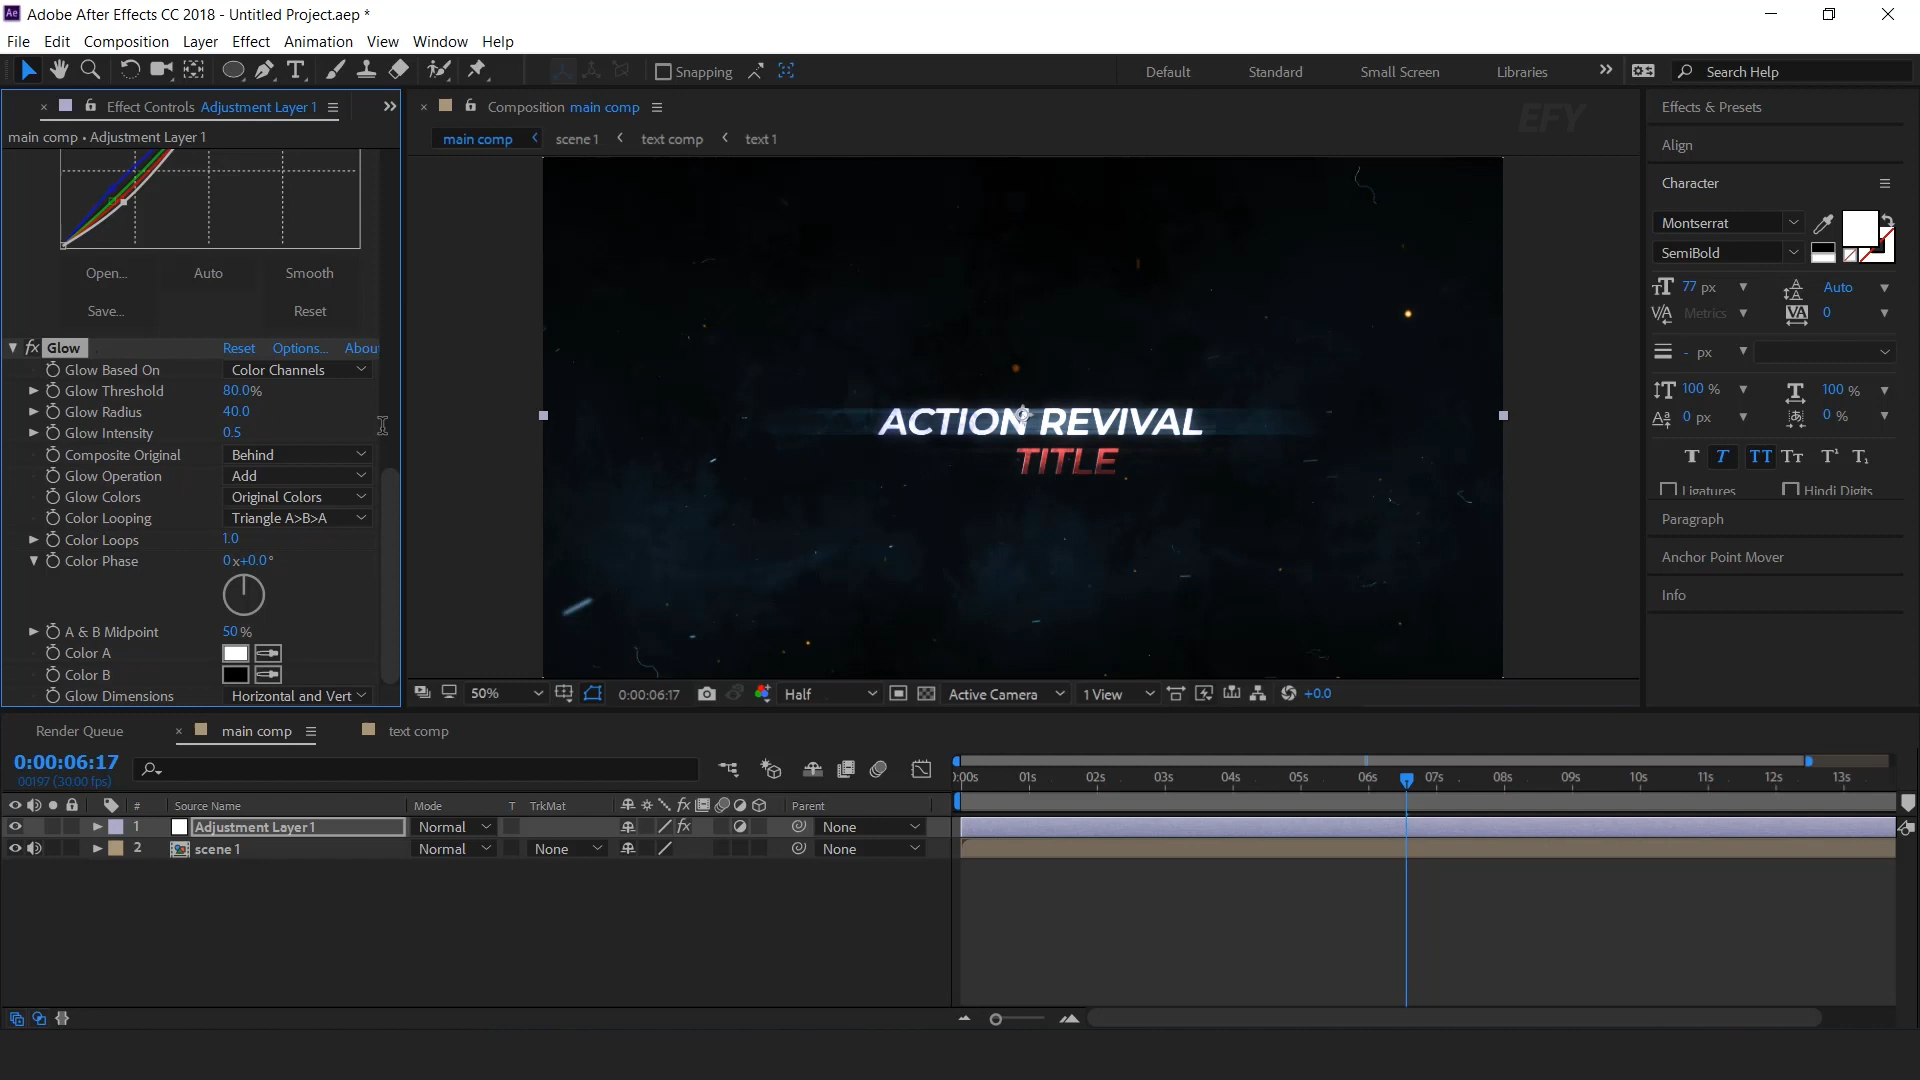 Adobe After Effects CC 2018 - Untitled Project.aep *
File Edit Composition Layer Effect Animation View Window Help
Snapping Default Standard Small Screen Libraries Search Help
Effect Controls Adjustment Layer 1
main comp • Adjustment Layer 1
Open... Auto Smooth
Save... Reset
fx Glow Reset Options... Abou
Glow Based On Color Channels
Glow Threshold 80.0%
Glow Radius 40.0
Glow Intensity 0.5
Composite Original Behind
Glow Operation Add
Glow Colors Original Colors
Color Looping Triangle A>B>A
Color Loops 1.0
Color Phase 0x+0.0°
A & B Midpoint 50%
Color A
Color B
Glow Dimensions Horizontal and Vert
Composition main comp
main comp scene 1 text comp text 1
EFY
ACTION REVIVAL
TITLE
50% 0:00:06:17 Half Active Camera 1 View +0.0
Effects & Presets
Align
Character
Montserrat
SemiBold
77 px Auto
Metrics 0
- px
100 % 100 %
0 px 0 %
T T TT Tт T¹ T₁
Ligatures Hindi Digits
Paragraph
Anchor Point Mover
Info
Render Queue main comp text comp
0:00:06:17
00197 (30.00 fps)
):00s 01s 02s 03s 04s 05s 06s 07s 08s 09s 10s 11s 12s 13s
# Source Name Mode T TrkMat fx Parent
1 Adjustment Layer 1 Normal fx None
2 scene 1 Normal None None